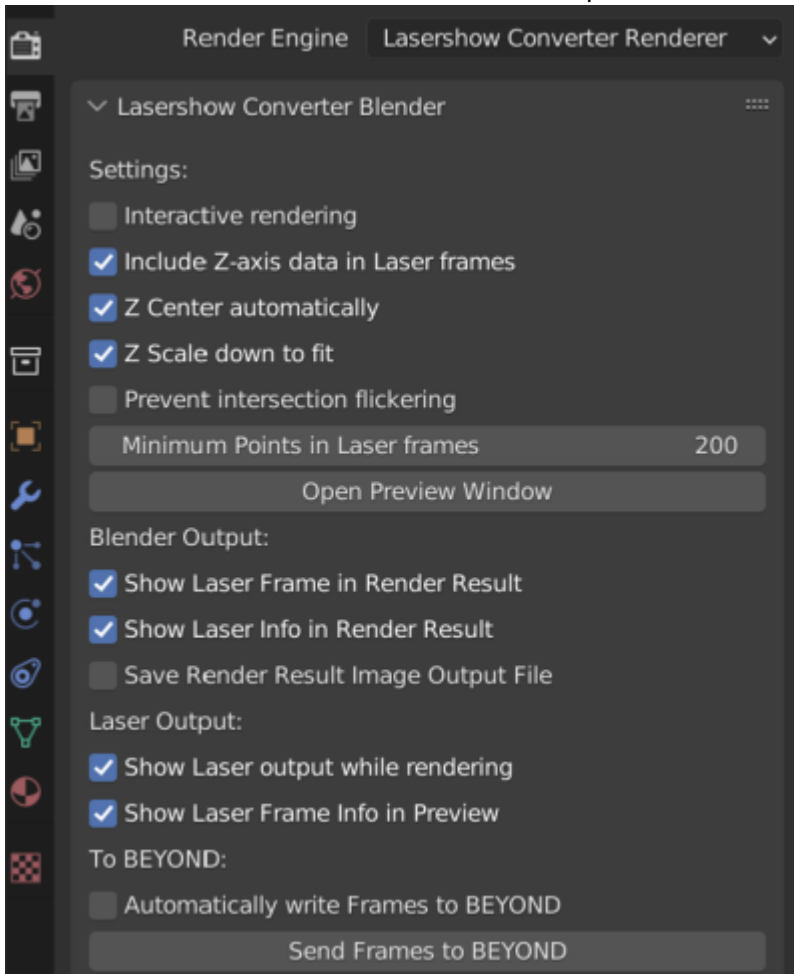 Render Engine Lasershow Converter Renderer
Lasershow Converter Blender
Settings:
Interactive rendering
Include Z-axis data in Laser frames
Z Center automatically
Z Scale down to fit
Prevent intersection flickering
Minimum Points in Laser frames 200
Open Preview Window
Blender Output:
Show Laser Frame in Render Result
Show Laser Info in Render Result
Save Render Result Image Output File
Laser Output:
Show Laser output while rendering
Show Laser Frame Info in Preview
To BEYOND:
Automatically write Frames to BEYOND
Send Frames to BEYOND